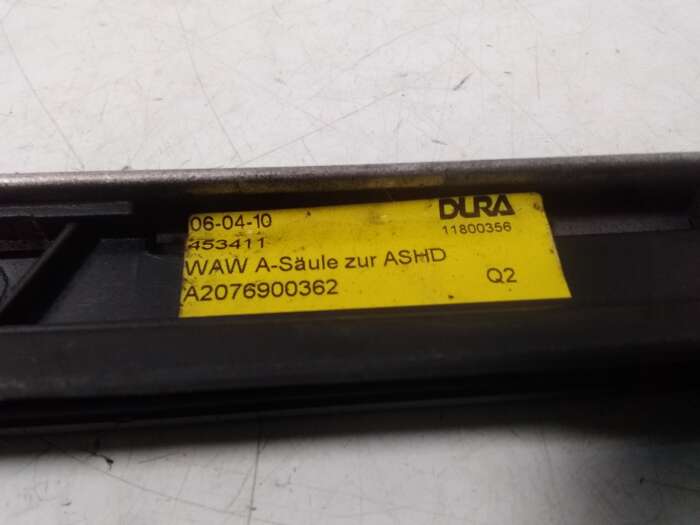 06-04-10 DURA
453411 11800356
WAW A-Säule zur ASHD
A2076900362 Q2